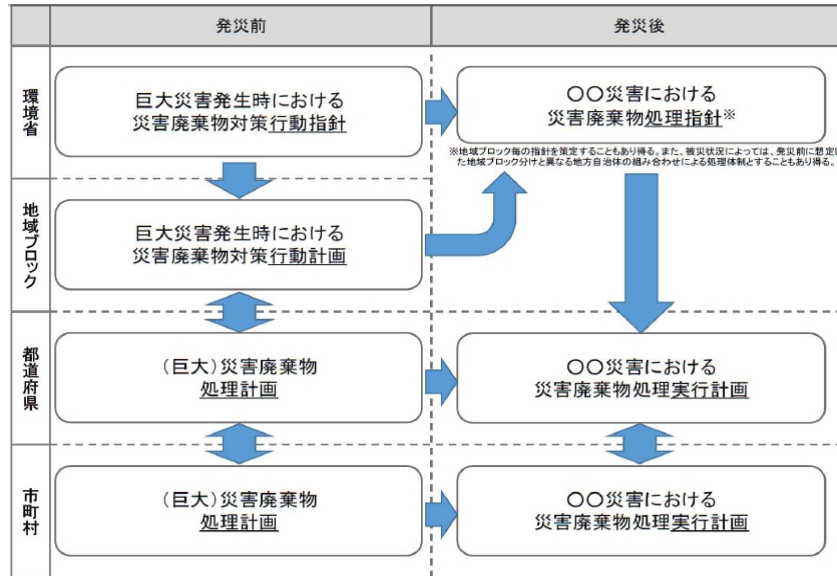 発災前
発災後
環境省
巨大災害発生時における
災害廃棄物対策行動指針
〇〇災害における
災害廃棄物処理指針※
※地域ブロック毎の指針を策定することもあり得る。また、被災状況によっては、発災前に想定し
た地域ブロック分けと異なる地方自治体の組み合わせによる処理体制とすることもあり得る。
地域ブロック
巨大災害発生時における
災害廃棄物対策行動計画
都道府県
(巨大)災害廃棄物
処理計画
〇〇災害における
災害廃棄物処理実行計画
市町村
(巨大)災害廃棄物
処理計画
〇〇災害における
災害廃棄物処理実行計画